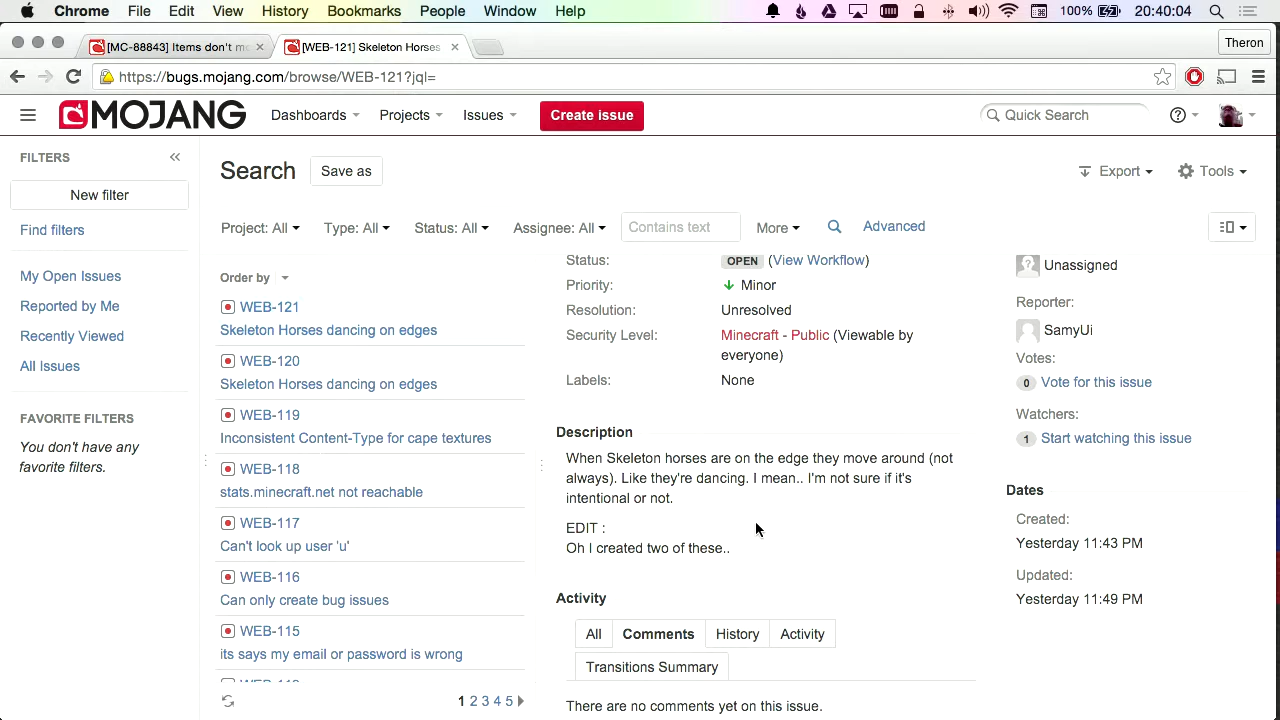 Chrome File Edit View History Bookmarks People Window Help 100% 20:40:04
[MC-88843] Items don't m
[WEB-121] Skeleton Horses
Theron
https://bugs.mojang.com/browse/WEB-121?jql=
MOJANG Dashboards Projects Issues Create issue Quick Search
FILTERS
New filter
Find filters
My Open Issues
Reported by Me
Recently Viewed
All Issues
FAVORITE FILTERS
You don't have any
favorite filters.
Search Save as Export Tools
Project: All Type: All Status: All Assignee: All Contains text More Advanced
Order by
WEB-121
Skeleton Horses dancing on edges
WEB-120
Skeleton Horses dancing on edges
WEB-119
Inconsistent Content-Type for cape textures
WEB-118
stats.minecraft.net not reachable
WEB-117
Can't look up user 'u'
WEB-116
Can only create bug issues
WEB-115
its says my email or password is wrong
1 2 3 4 5
Status: OPEN (View Workflow)
Priority: Minor
Resolution: Unresolved
Security Level: Minecraft - Public (Viewable by
everyone)
Labels: None
Description
When Skeleton horses are on the edge they move around (not
always). Like they're dancing. I mean.. I'm not sure if it's
intentional or not.
EDIT :
Oh I created two of these..
Activity
All Comments History Activity
Transitions Summary
There are no comments yet on this issue.
Unassigned
Reporter:
SamyUi
Votes:
0 Vote for this issue
Watchers:
1 Start watching this issue
Dates
Created:
Yesterday 11:43 PM
Updated:
Yesterday 11:49 PM